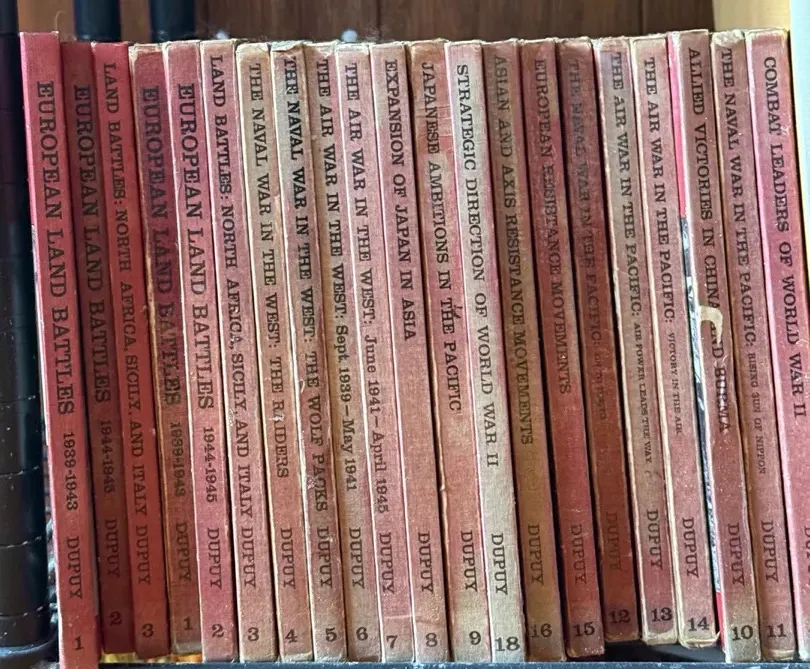 EUROPEAN LAND BATTLES 1939-1943 DUPUY 1
EUROPEAN LAND BATTLES 1944-1945 DUPUY 2
LAND BATTLES: NORTH AFRICA, SICILY, AND ITALY DUPUY 3
EUROPEAN LAND BATTLES 1939-1943 DUPUY 1
EUROPEAN LAND BATTLES 1944-1945 DUPUY 2
LAND BATTLES: NORTH AFRICA, SICILY, AND ITALY DUPUY 3
THE NAVAL WAR IN THE WEST: THE RAIDERS DUPUY 4
THE NAVAL WAR IN THE WEST: THE WOLF PACKS DUPUY 5
THE AIR WAR IN THE WEST: Sept 1939 – May 1941 DUPUY 6
THE AIR WAR IN THE WEST: June 1941 – April 1945 DUPUY 7
EXPANSION OF JAPAN IN ASIA DUPUY 8
JAPANESE AMBITIONS IN THE PACIFIC DUPUY 9
STRATEGIC DIRECTION OF WORLD WAR II DUPUY 18
ASIAN AND AXIS RESISTANCE MOVEMENTS DUPUY 16
EUROPEAN RESISTANCE MOVEMENTS DUPUY 15
THE NAVAL WAR IN THE PACIFIC: ON TO TOKYO DUPUY 12
THE AIR WAR IN THE PACIFIC: AIR POWER LEADS THE WAY DUPUY 13
THE AIR WAR IN THE PACIFIC: VICTORY IN THE AIR DUPUY 14
ALLIED VICTORIES IN CHINA BURMA DUPUY 10
THE NAVAL WAR IN THE PACIFIC: RISING SUN OF NIPPON DUPUY 11
COMBAT LEADERS OF WORLD WAR II